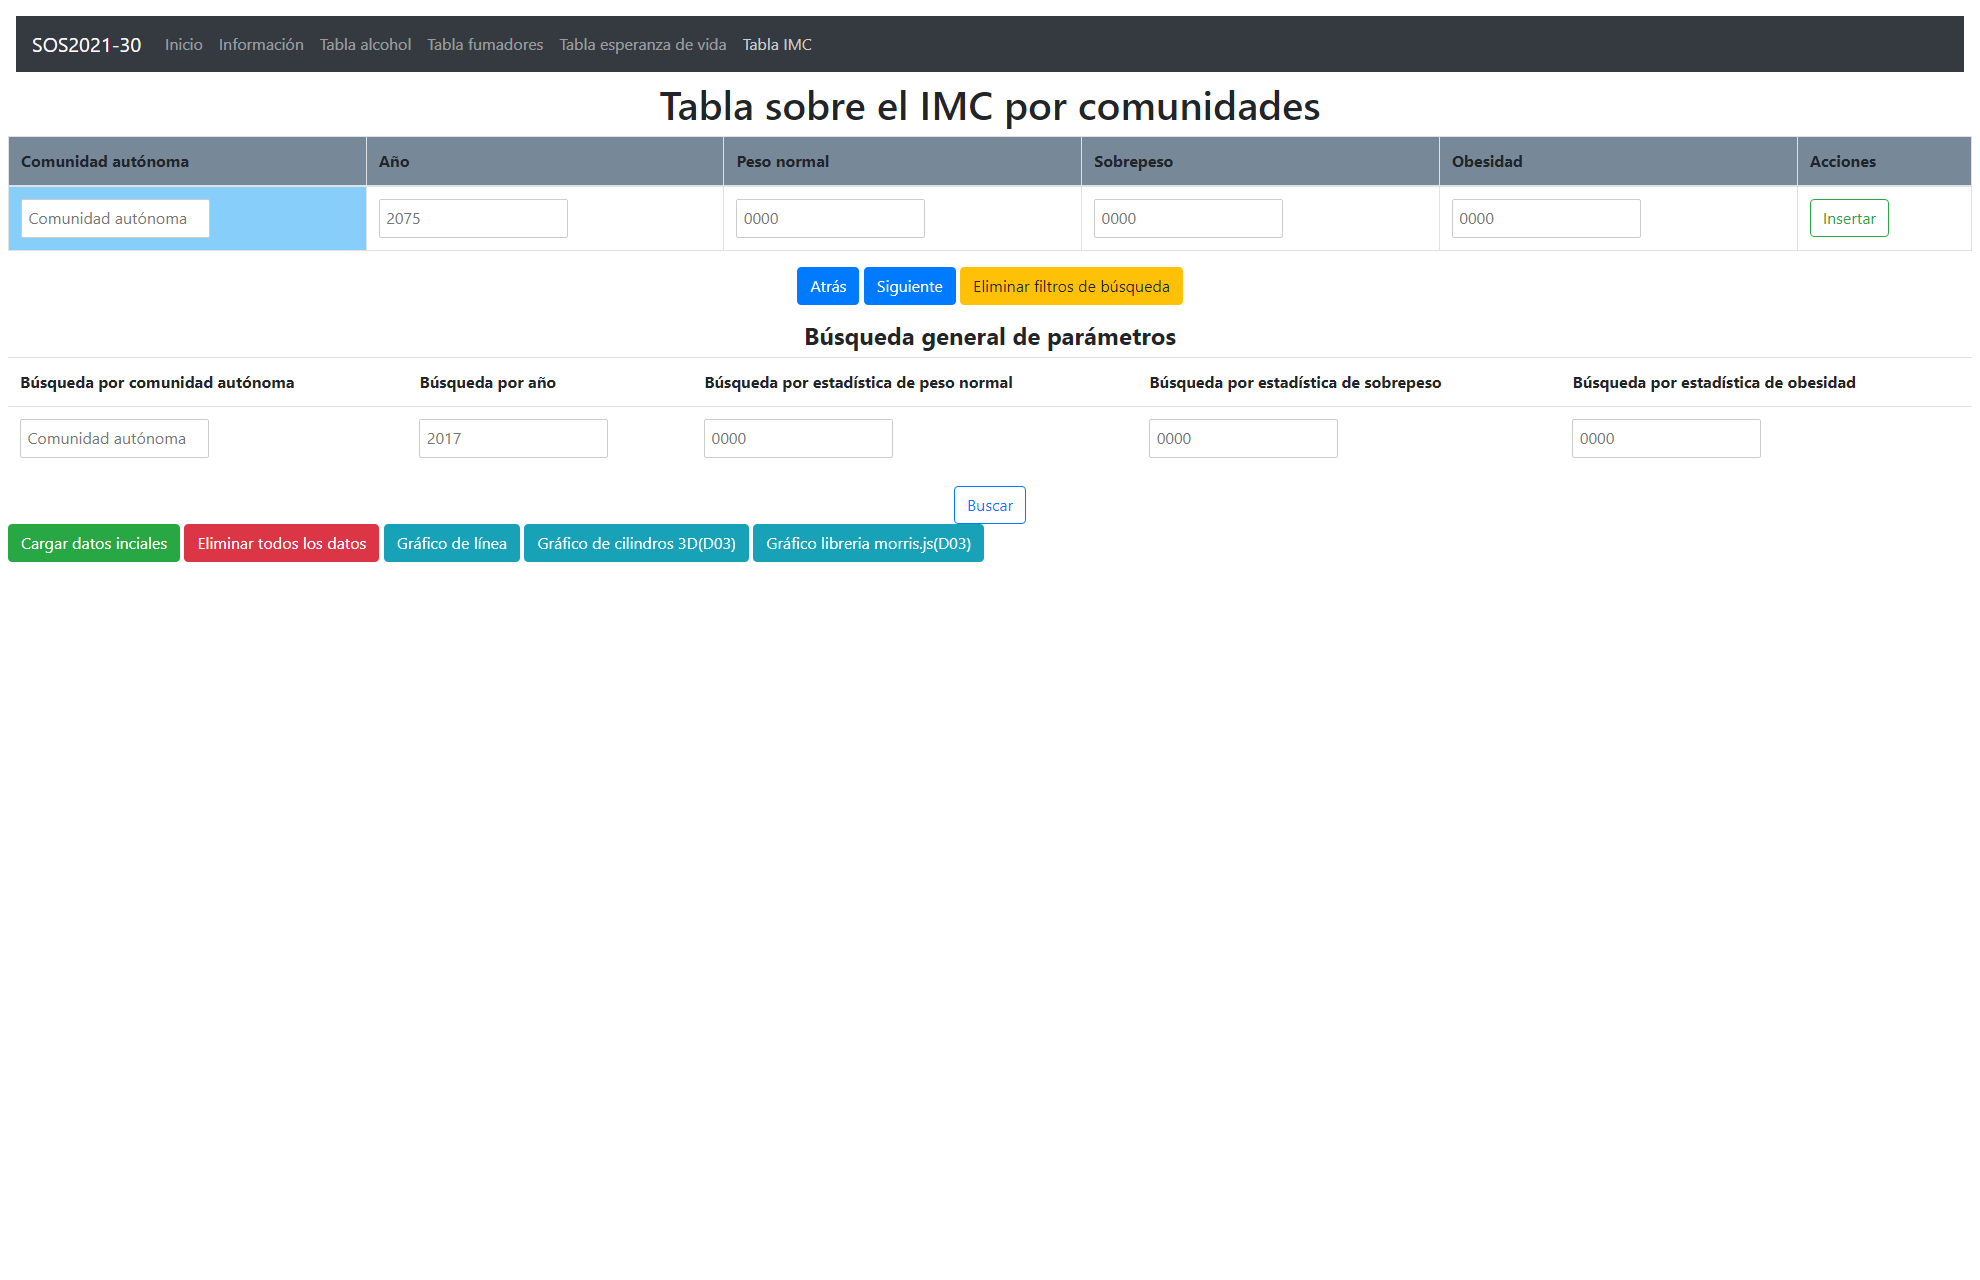 SOS2021-30 Inicio Información Tabla alcohol Tabla fumadores Tabla esperanza de vida Tabla IMC
Tabla sobre el IMC por comunidades
Comunidad autónoma Año Peso normal Sobrepeso Obesidad Acciones
Comunidad autónoma 2075 0000 0000 0000 Insertar
Atrás Siguiente Eliminar filtros de búsqueda
Búsqueda general de parámetros
Búsqueda por comunidad autónoma Búsqueda por año Búsqueda por estadística de peso normal Búsqueda por estadística de sobrepeso Búsqueda por estadística de obesidad
Comunidad autónoma 2017 0000 0000 0000
Buscar
Cargar datos inciales Eliminar todos los datos Gráfico de línea Gráfico de cilindros 3D(D03) Gráfico libreria morris.js(D03)